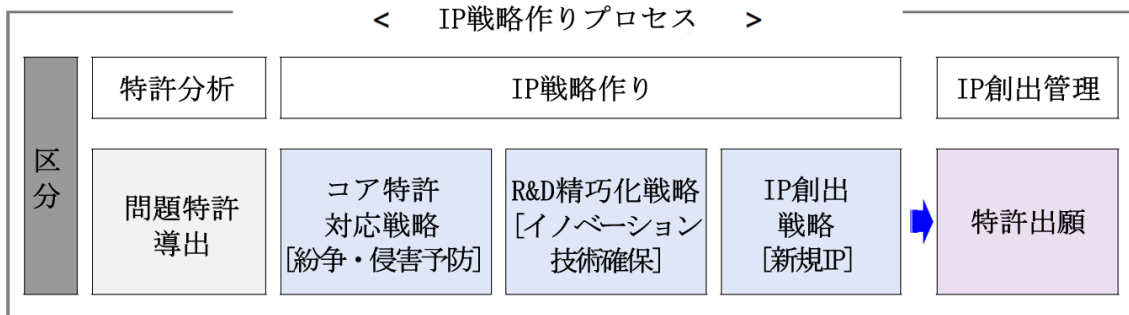 < IP戦略作りプロセス >
区分
特許分析
IP戦略作り
IP創出管理
問題特許
導出
コア特許
対応戦略
[紛争・侵害予防]
R&D精巧化戦略
[イノベーション
技術確保]
IP創出
戦略
[新規IP]
特許出願